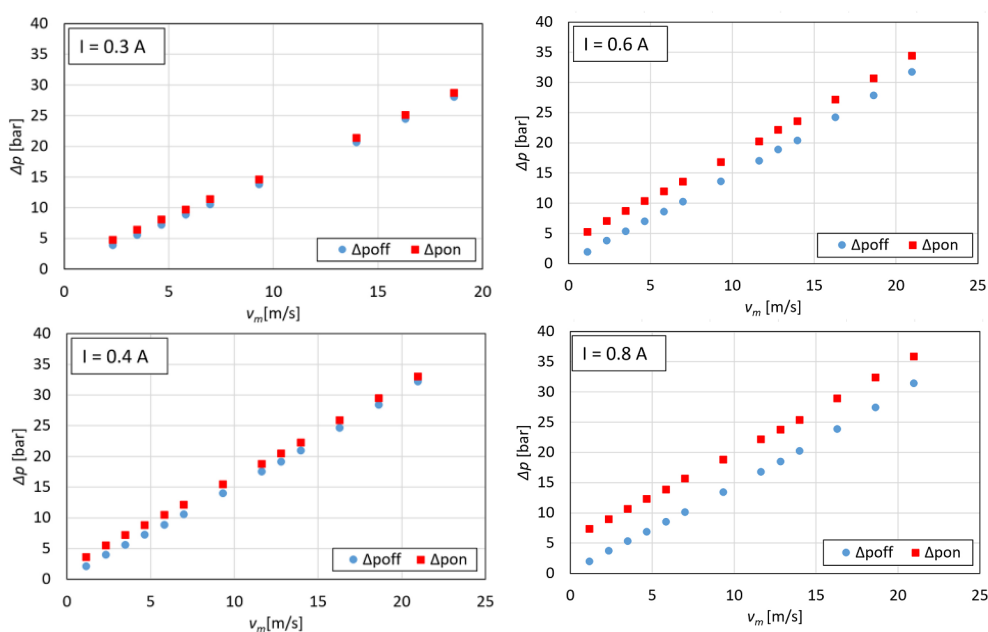 I = 0.3 A
40
35
30
25
20
15
10
5
0
Δp [bar]
Δpoff Δpon
0 5 10 15 20
vm[m/s]
I = 0.6 A
40
35
30
25
20
15
10
5
0
Δp [bar]
Δpoff Δpon
0 5 10 15 20 25
vm[m/s]
I = 0.4 A
40
35
30
25
20
15
10
5
0
Δp [bar]
Δpoff Δpon
0 5 10 15 20 25
vm[m/s]
I = 0.8 A
40
35
30
25
20
15
10
5
0
Δp [bar]
Δpoff Δpon
0 5 10 15 20 25
vm[m/s]